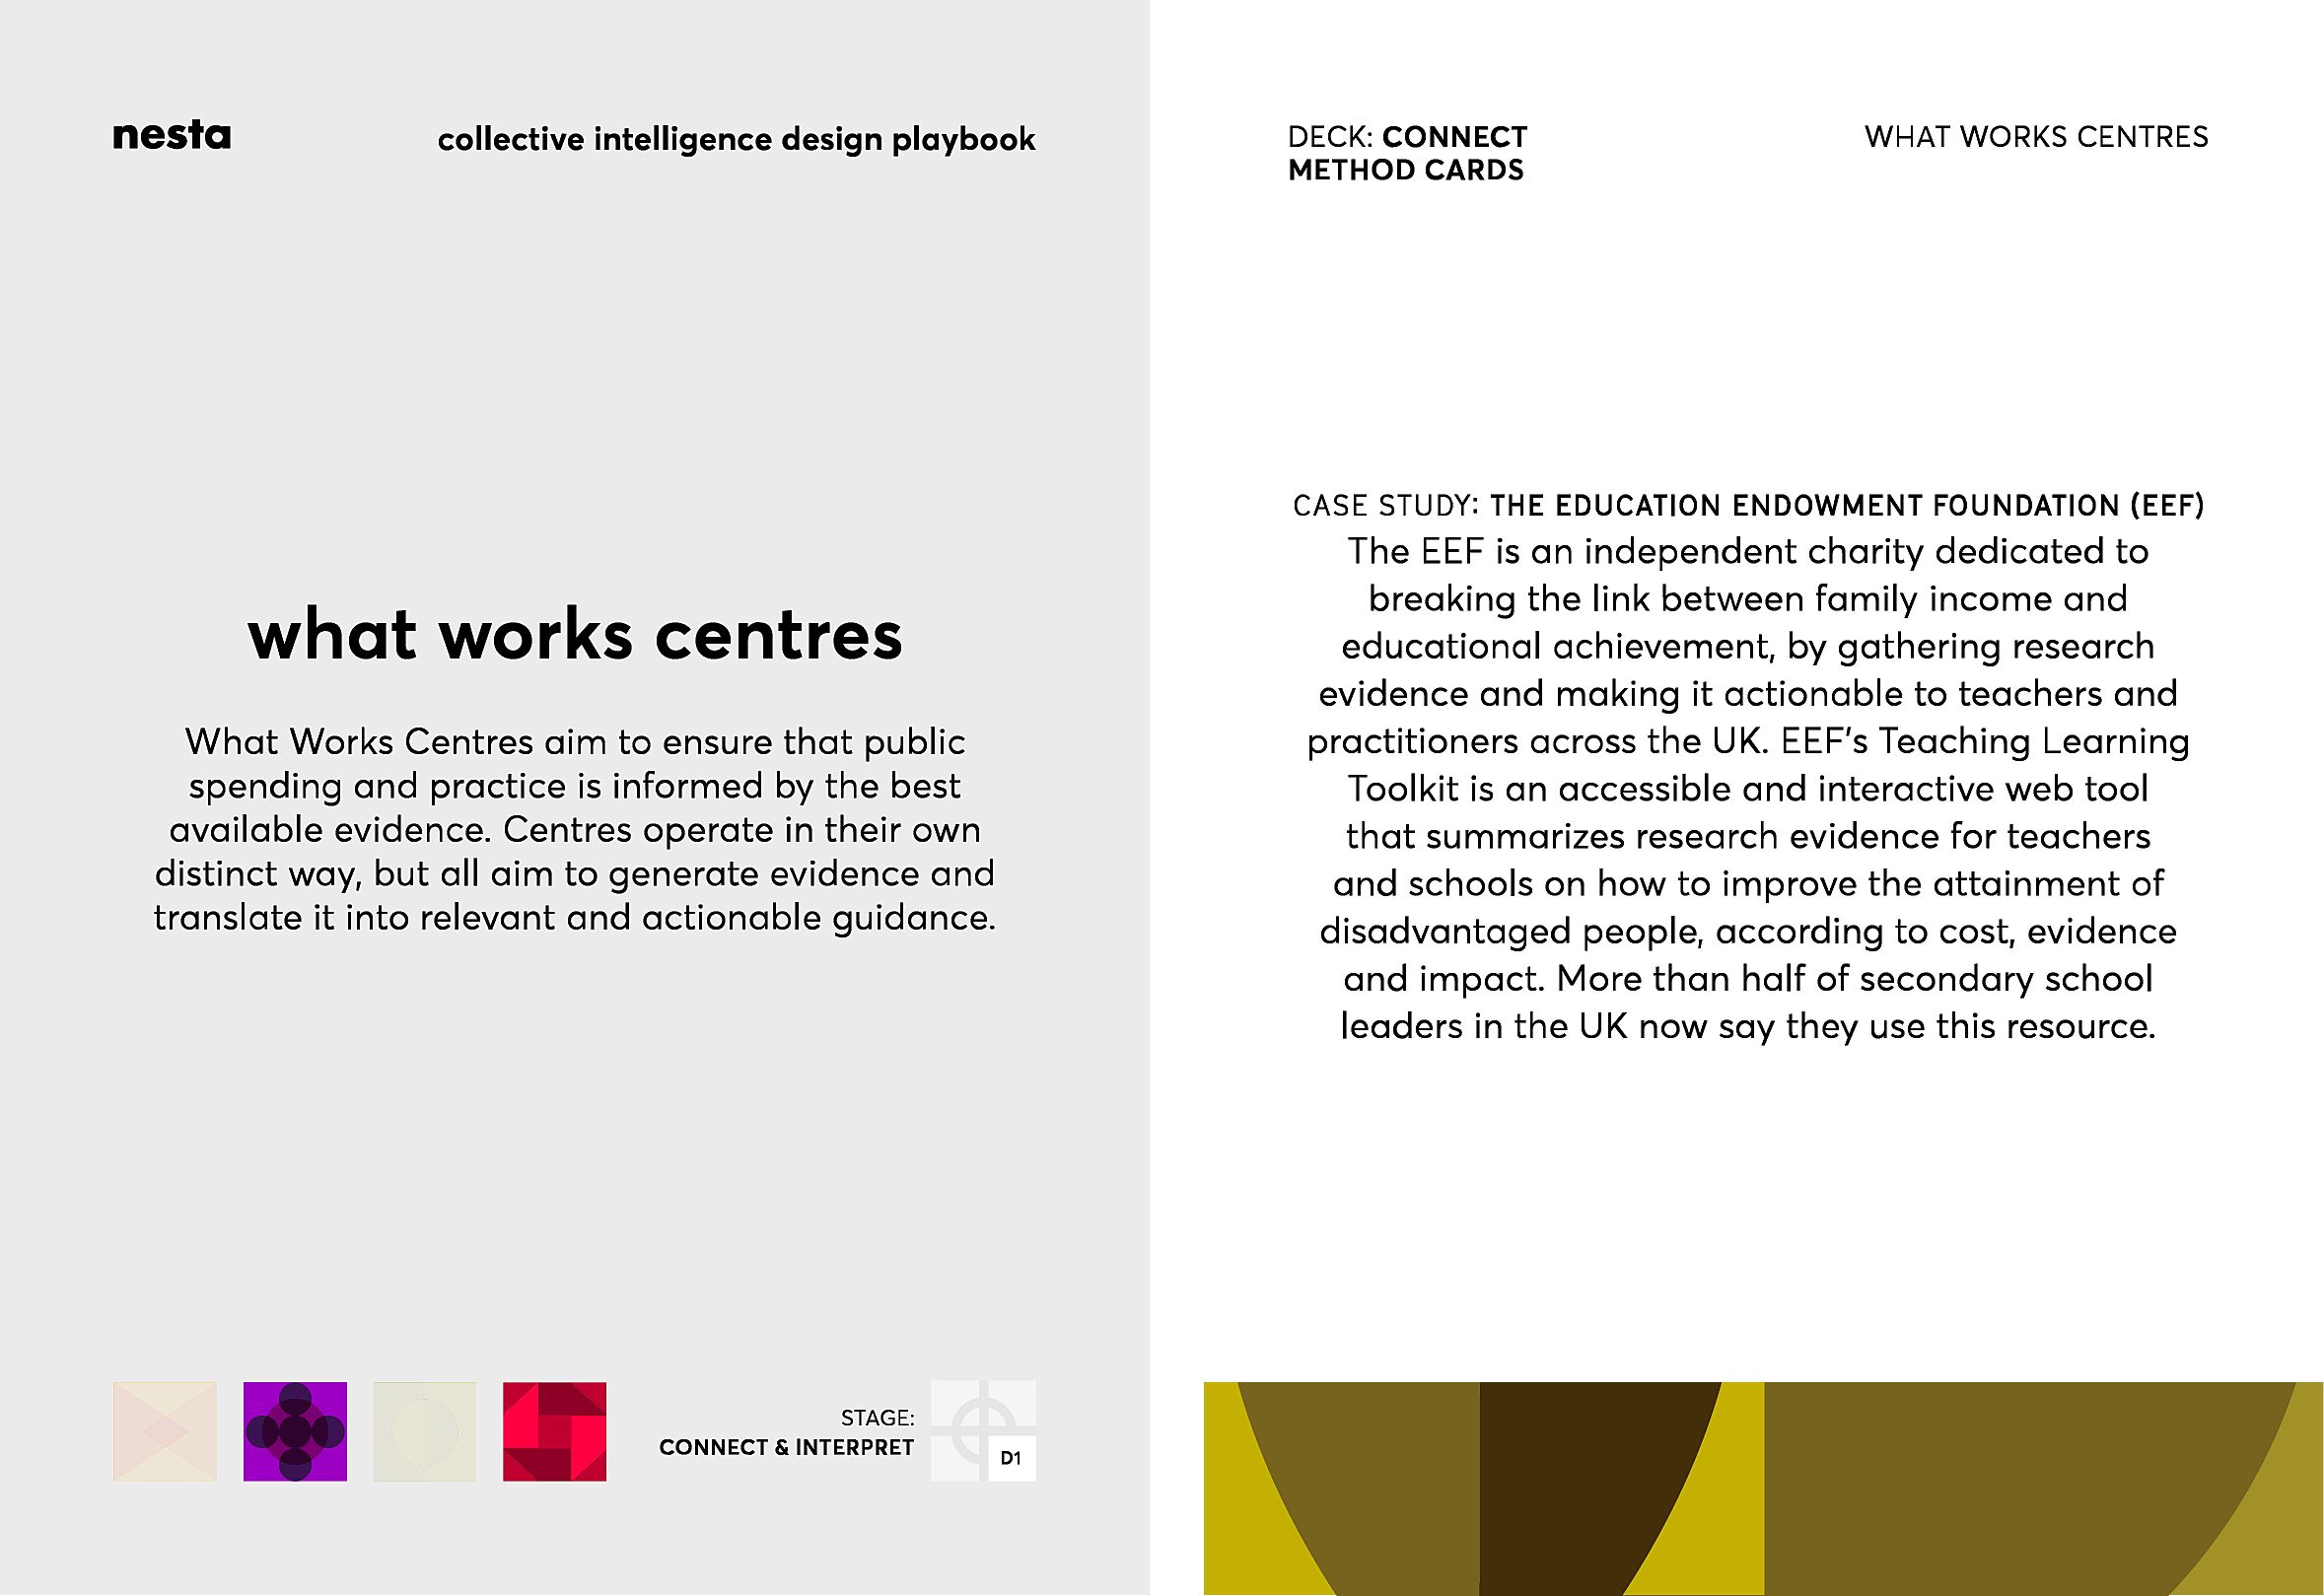 nesta
collective intelligence design playbook
what works centres
What Works Centres aim to ensure that public
spending and practice is informed by the best
available evidence. Centres operate in their own
distinct way, but all aim to generate evidence and
translate it into relevant and actionable guidance.
STAGE:
CONNECT & INTERPRET
D1
DECK: CONNECT
METHOD CARDS
WHAT WORKS CENTRES
CASE STUDY: THE EDUCATION ENDOWMENT FOUNDATION (EEF)
The EEF is an independent charity dedicated to
breaking the link between family income and
educational achievement, by gathering research
evidence and making it actionable to teachers and
practitioners across the UK. EEF’s Teaching Learning
Toolkit is an accessible and interactive web tool
that summarizes research evidence for teachers
and schools on how to improve the attainment of
disadvantaged people, according to cost, evidence
and impact. More than half of secondary school
leaders in the UK now say they use this resource.